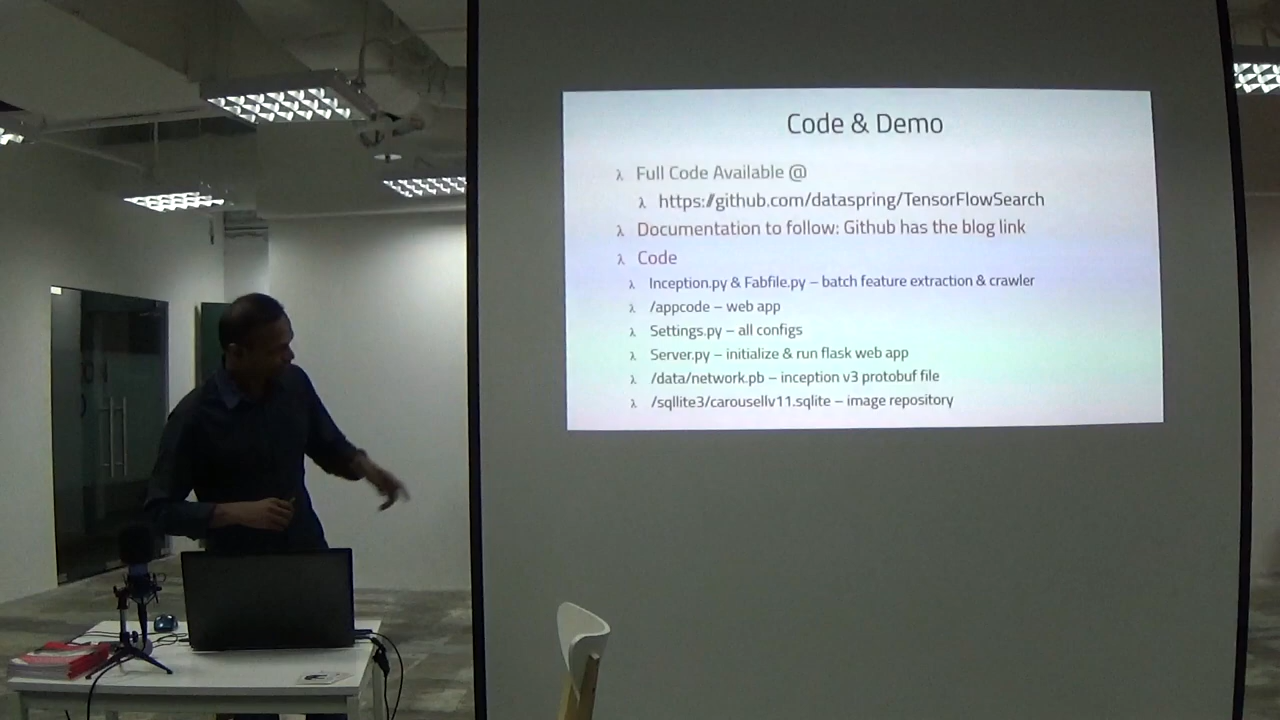 Code & Demo
λ Full Code Available @
λ https://github.com/dataspring/TensorFlowSearch
λ Documentation to follow: Github has the blog link
λ Code
λ Inception.py & Fabfile.py – batch feature extraction & crawler
λ /appcode – web app
λ Settings.py – all configs
λ Server.py – initialize & run flask web app
λ /data/network.pb – inception v3 protobuf file
λ /sqllite3/carousellv11.sqlite – image repository